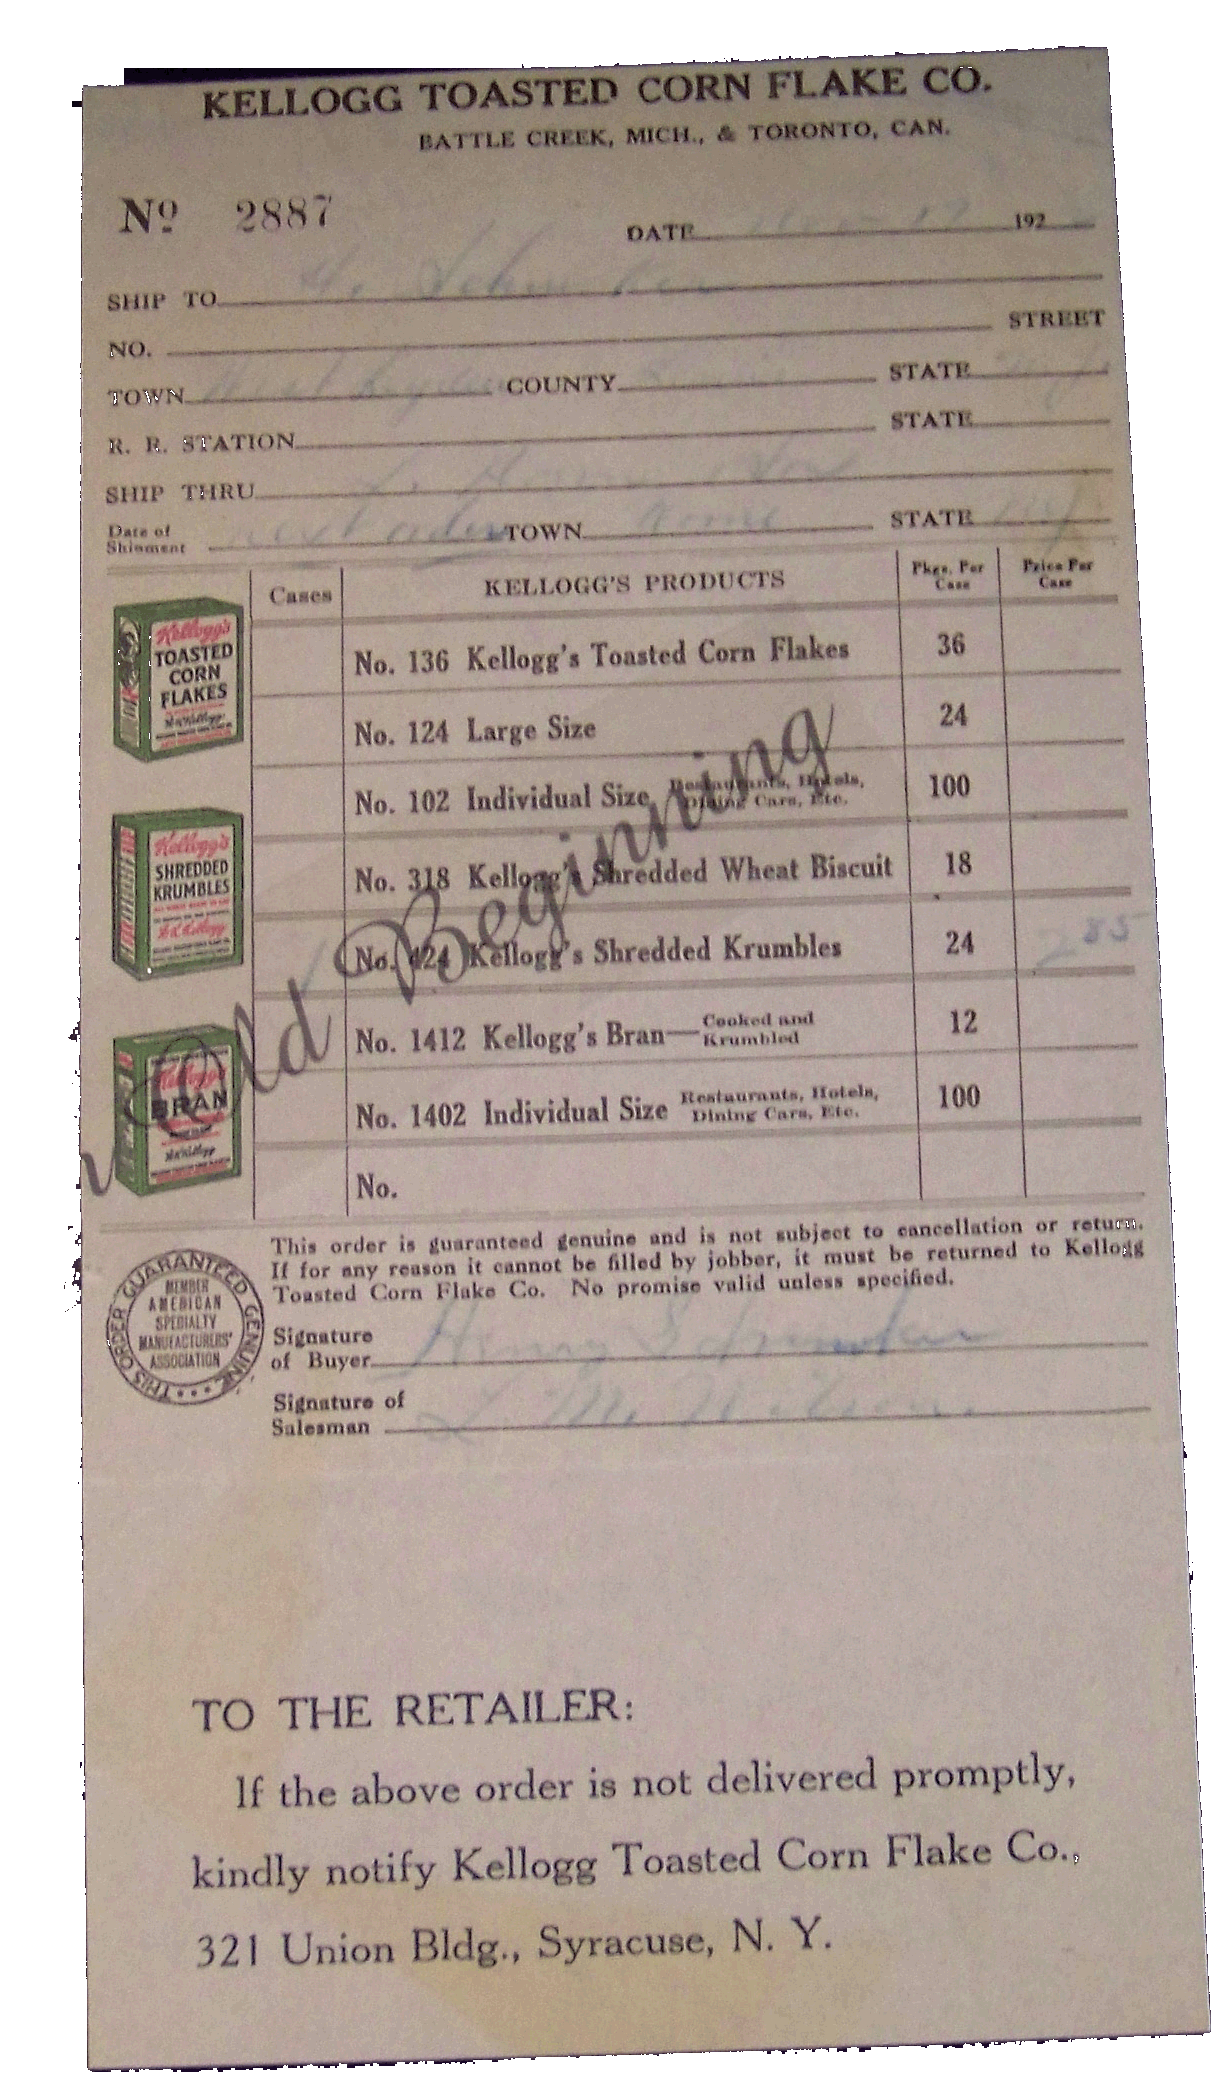 KELLOGG TOASTED CORN FLAKE CO.
BATTLE CREEK, MICH., & TORONTO, CAN.
Nº 2887
DATE 192
SHIP TO H.
NO. STREET
TOWN West Leyden COUNTY STATE
R. R. STATION STATE
SHIP THRU
Date of Shipment TOWN Rome STATE NY
Cases KELLOGG'S PRODUCTS Pkgs. Per Case Price Per Case
No. 136 Kellogg's Toasted Corn Flakes 36
No. 124 Large Size 24
No. 102 Individual Size Restaurants, Hotels, Dining Cars, Etc. 100
No. 318 Kellogg's Shredded Wheat Biscuit 18
No. 424 Kellogg's Shredded Krumbles 24 2 85
No. 1412 Kellogg's Bran—Cooked and Krumbled 12
No. 1402 Individual Size Restaurants, Hotels, Dining Cars, Etc. 100
No.
Kellogg's
TOASTED
CORN
FLAKES
Kellogg's
SHREDDED
KRUMBLES
Kellogg's
BRAN
Old Beginning
This order is guaranteed genuine and is not subject to cancellation or return.
If for any reason it cannot be filled by jobber, it must be returned to Kellogg
Toasted Corn Flake Co. No promise valid unless specified.
THIS ORDER GUARANTEED GENUINE
MEMBER
AMERICAN
SPECIALTY
MANUFACTURERS'
ASSOCIATION
Signature
of Buyer Henry
Signature of
Salesman L. M. Wilson.
TO THE RETAILER:
If the above order is not delivered promptly,
kindly notify Kellogg Toasted Corn Flake Co.,
321 Union Bldg., Syracuse, N. Y.